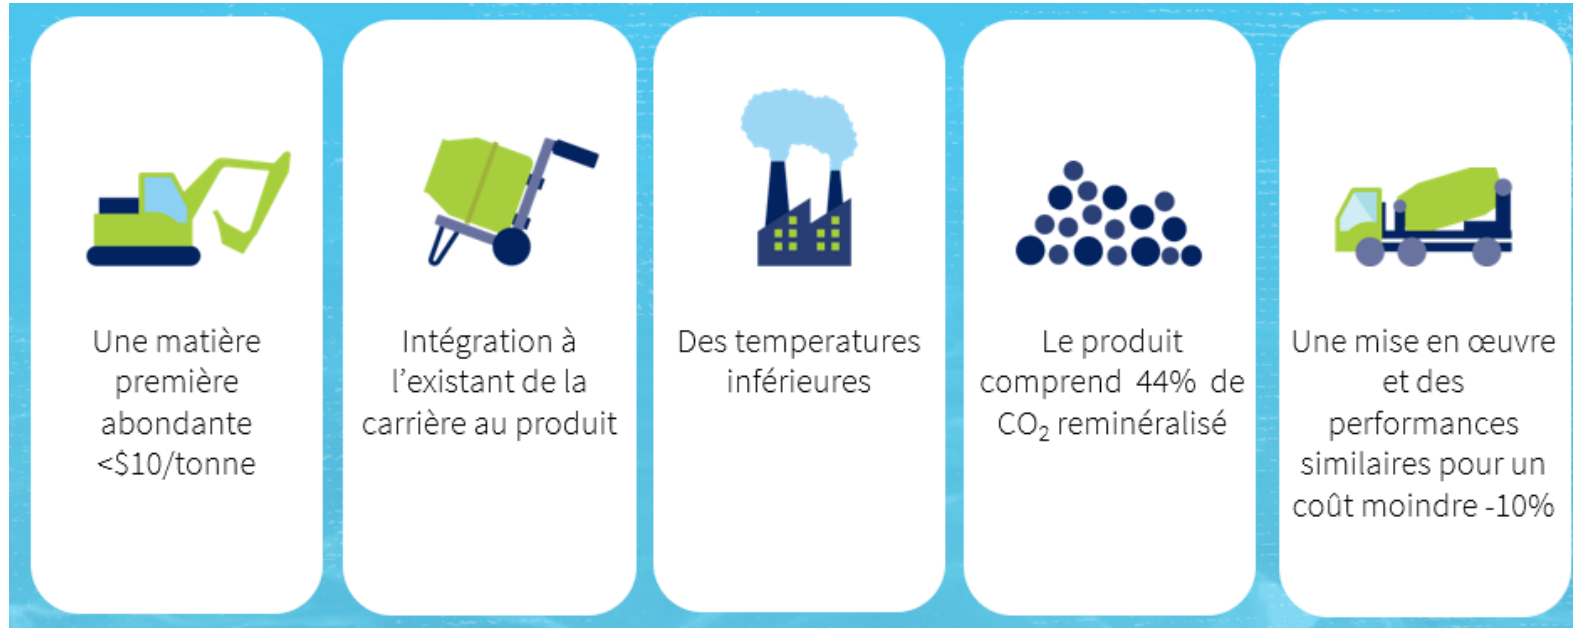 Une matière
première
abondante
<$10/tonne
Intégration à
l’existant de la
carrière au produit
Des temperatures
inférieures
Le produit
comprend 44% de
CO₂ reminéralisé
Une mise en œuvre
et des
performances
similaires pour un
coût moindre -10%